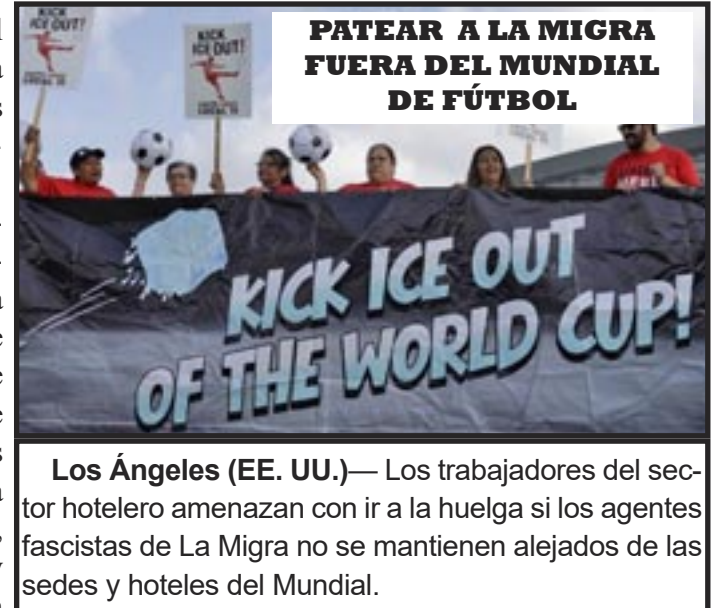 KICK
ICE OUT!
KICK
ICE OUT!
PATEAR A LA MIGRA
FUERA DEL MUNDIAL
DE FÚTBOL
KICK ICE OUT
OF THE WORLD CUP!
Los Ángeles (EE. UU.)— Los trabajadores del sec-
tor hotelero amenazan con ir a la huelga si los agentes
fascistas de La Migra no se mantienen alejados de las
sedes y hoteles del Mundial.